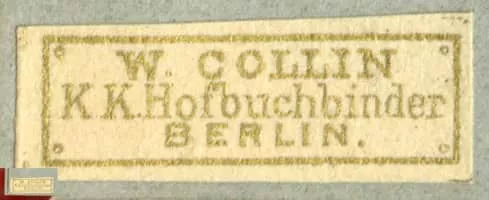 W. COLLIN
K.K.Hofbuchbinder
BERLIN.